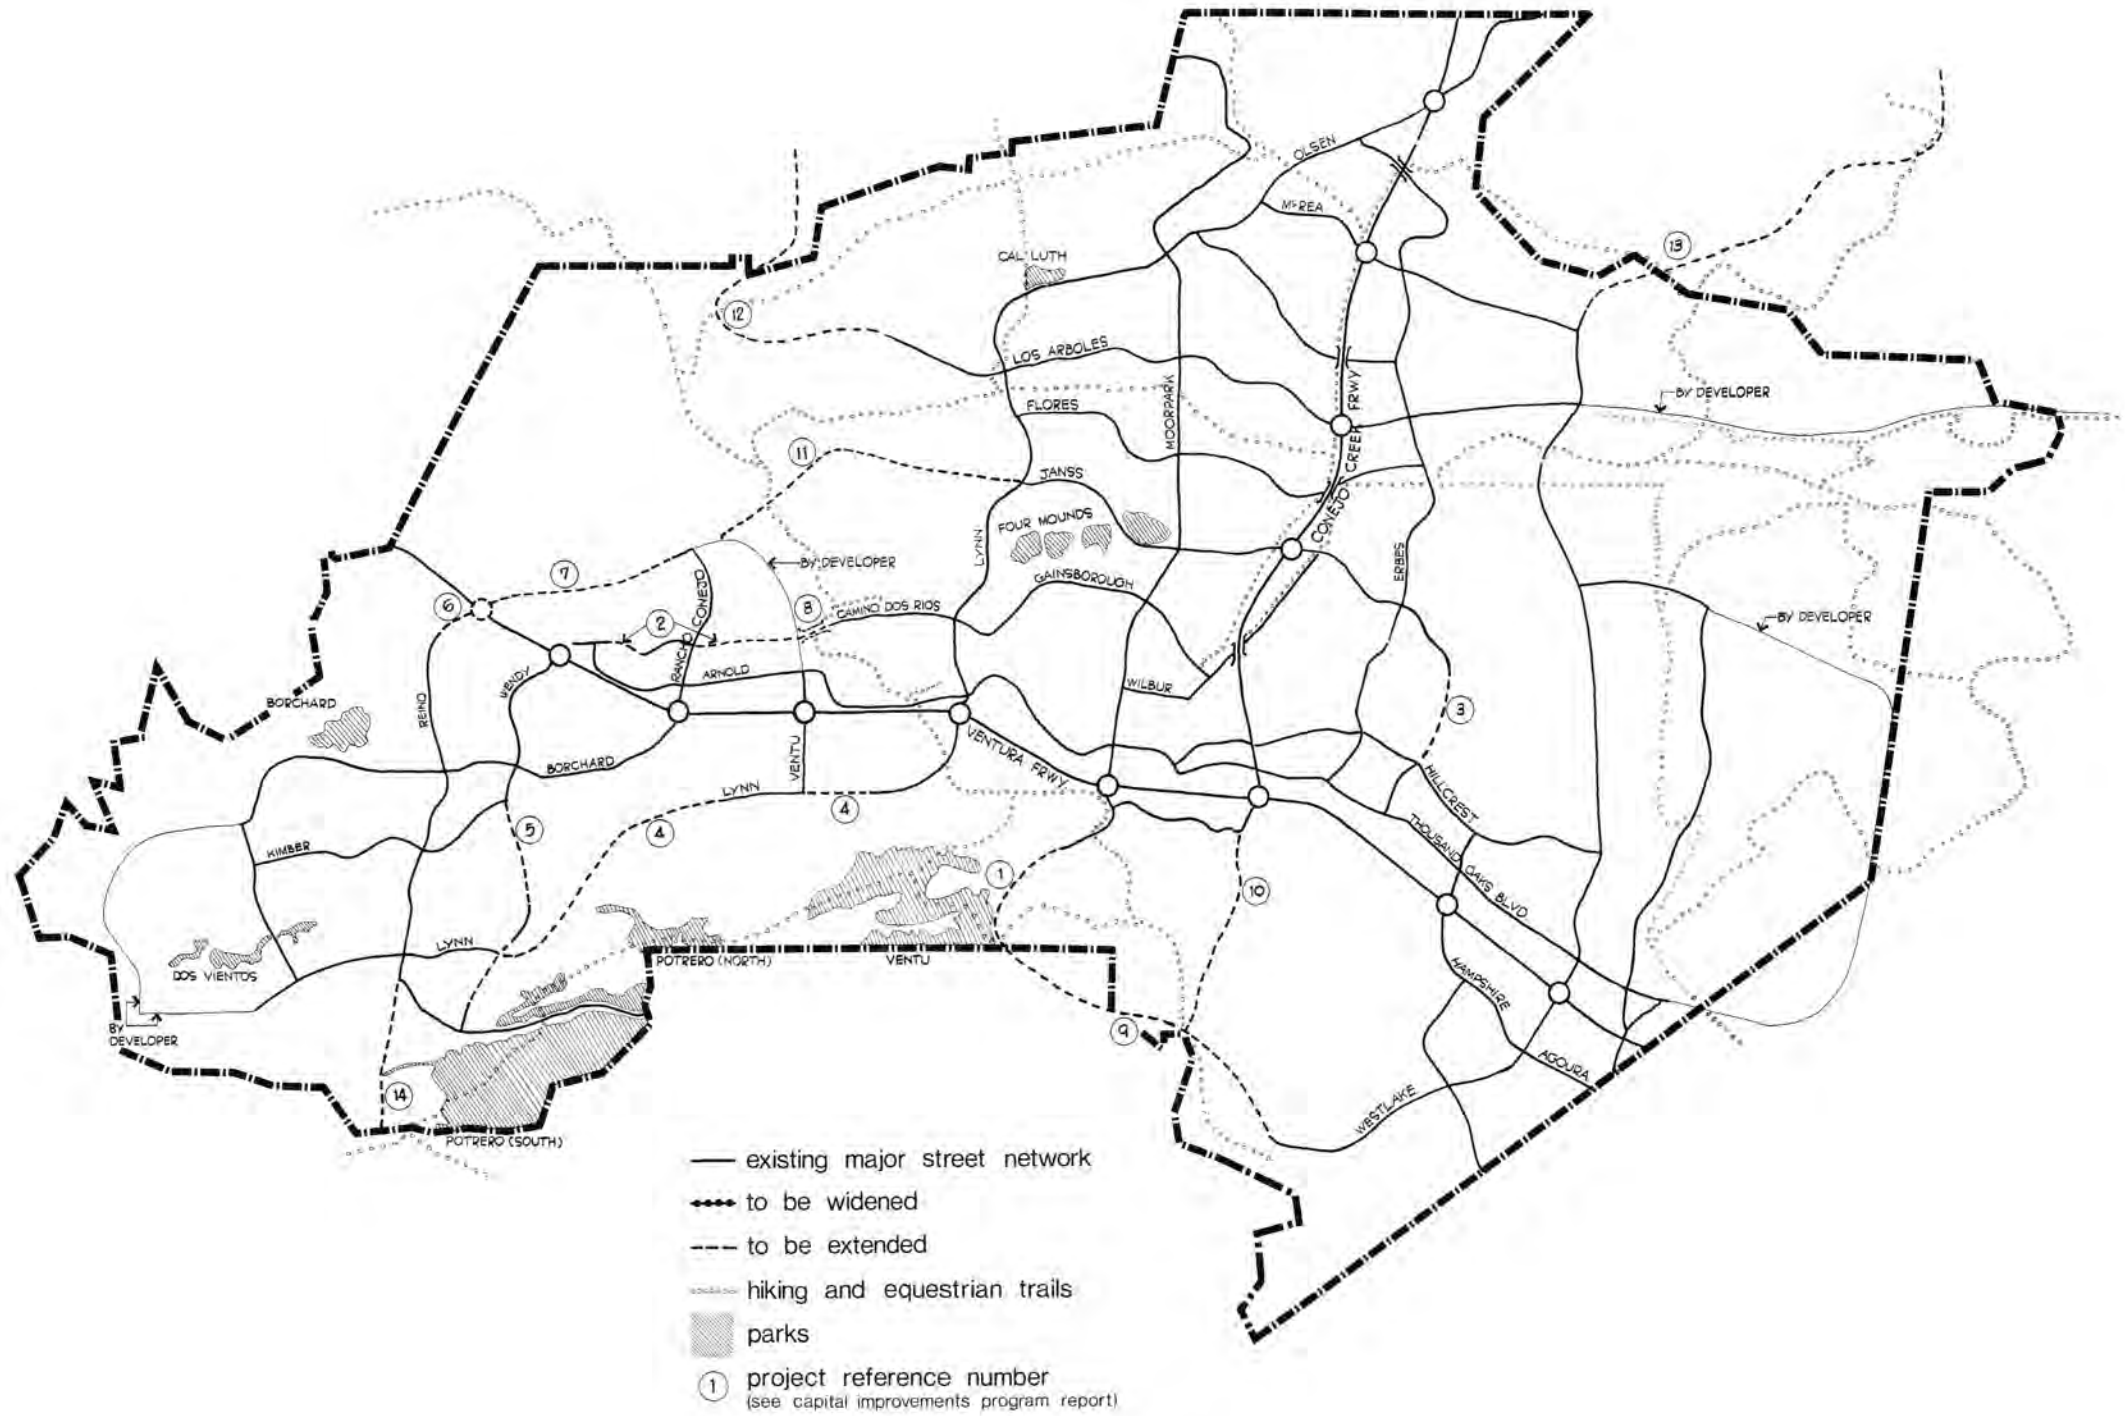 OLSEN
McREA
13
CAL LUTH
12
LOS ARBOLES
FLORES
MOORPARK
CONEJO CREEK FRWY
BY DEVELOPER
11
JANSS
FOUR MOUNDS
LYNN
GAINSBOROUGH
ERBES
BY DEVELOPER
7
6
2
8
CAMINO DOS RIOS
RANCHO CONEJO
ARNOLD
WENDY
REINO
BORCHARD
BY DEVELOPER
WILBUR
3
VENTU
VENTURA FRWY
BORCHARD
LYNN
4
4
5
KIMBER
HILLCREST
THOUSAND OAKS BLVD
1
10
LYNN
DOS VIENTOS
POTRERO (NORTH)
VENTU
HAMPSHIRE
BY
DEVELOPER
9
AGOURA
14
WESTLAKE
POTRERO (SOUTH)
existing major street network
to be widened
to be extended
hiking and equestrian trails
parks
1 project reference number
(see capital improvements program report)